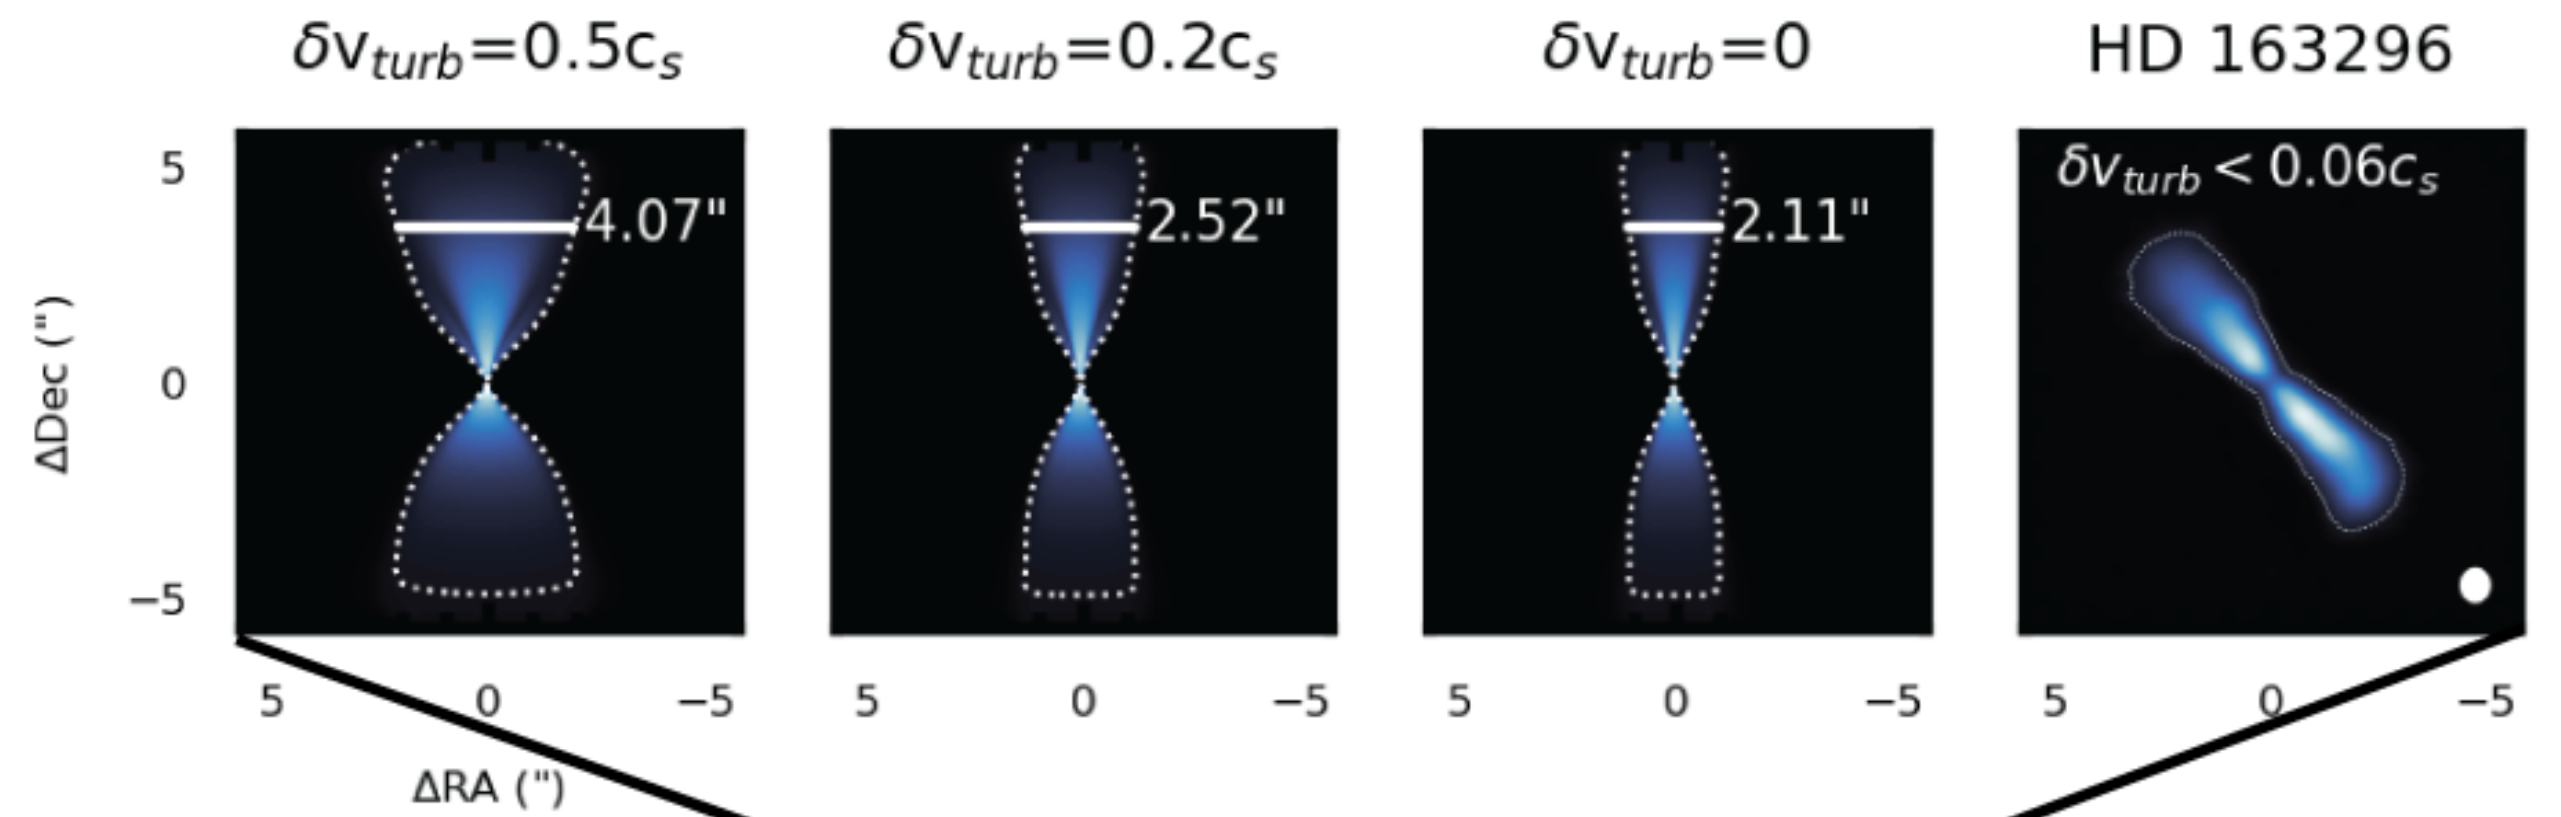 δv_turb=0.5c_s
δv_turb=0.2c_s
δv_turb=0
HD 163296
δv_turb < 0.06c_s
4.07"
2.52"
2.11"
ΔDec (")
5
0
−5
5 0 −5
5 0 −5
5 0 −5
5 0 −5
ΔRA (")